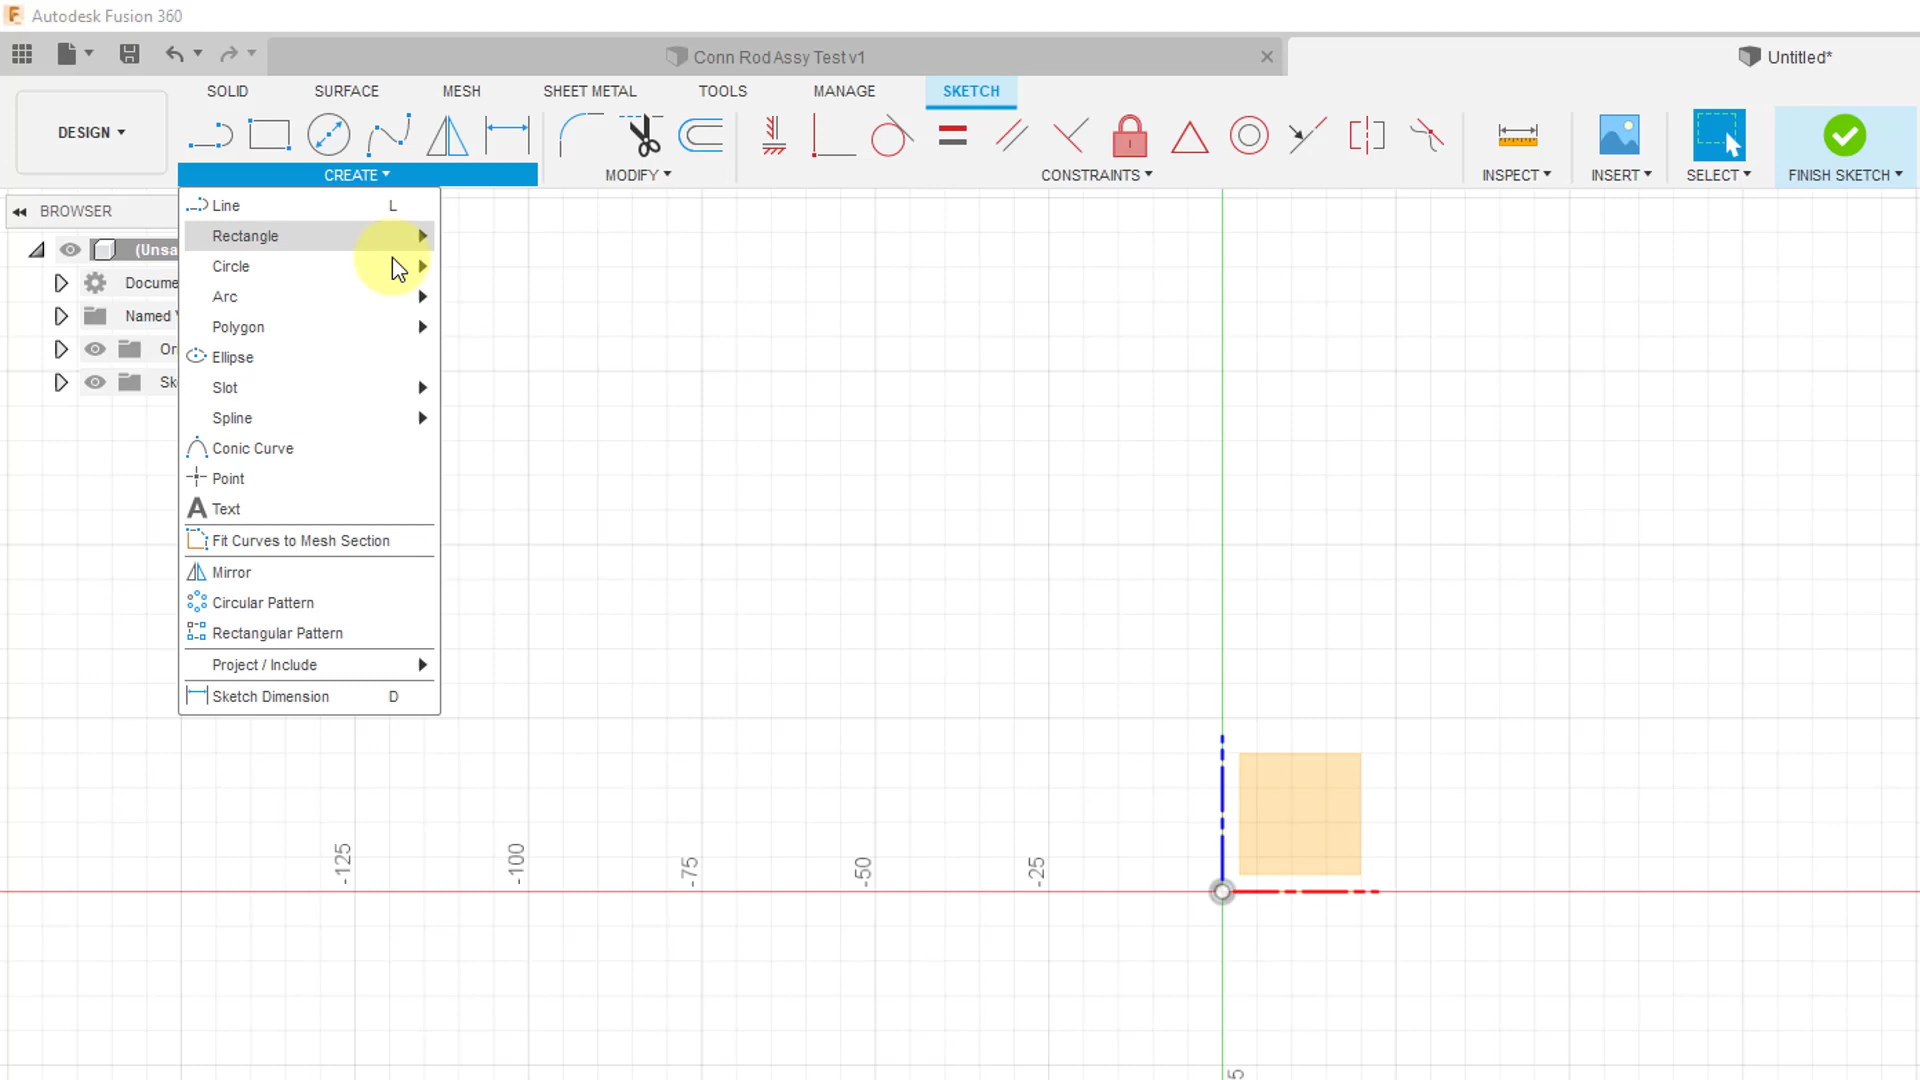 Autodesk Fusion 360
Conn Rod Assy Test v1
Untitled*
SOLID SURFACE MESH SHEET METAL TOOLS MANAGE SKETCH
DESIGN
CREATE MODIFY CONSTRAINTS INSPECT INSERT SELECT FINISH SKETCH
BROWSER
(Unsa
Docume
Named
Or
Sk
Line L
Rectangle
Circle
Arc
Polygon
Ellipse
Slot
Spline
Conic Curve
Point
A Text
Fit Curves to Mesh Section
Mirror
Circular Pattern
Rectangular Pattern
Project / Include
Sketch Dimension D
-125 -100 -75 -50 -25